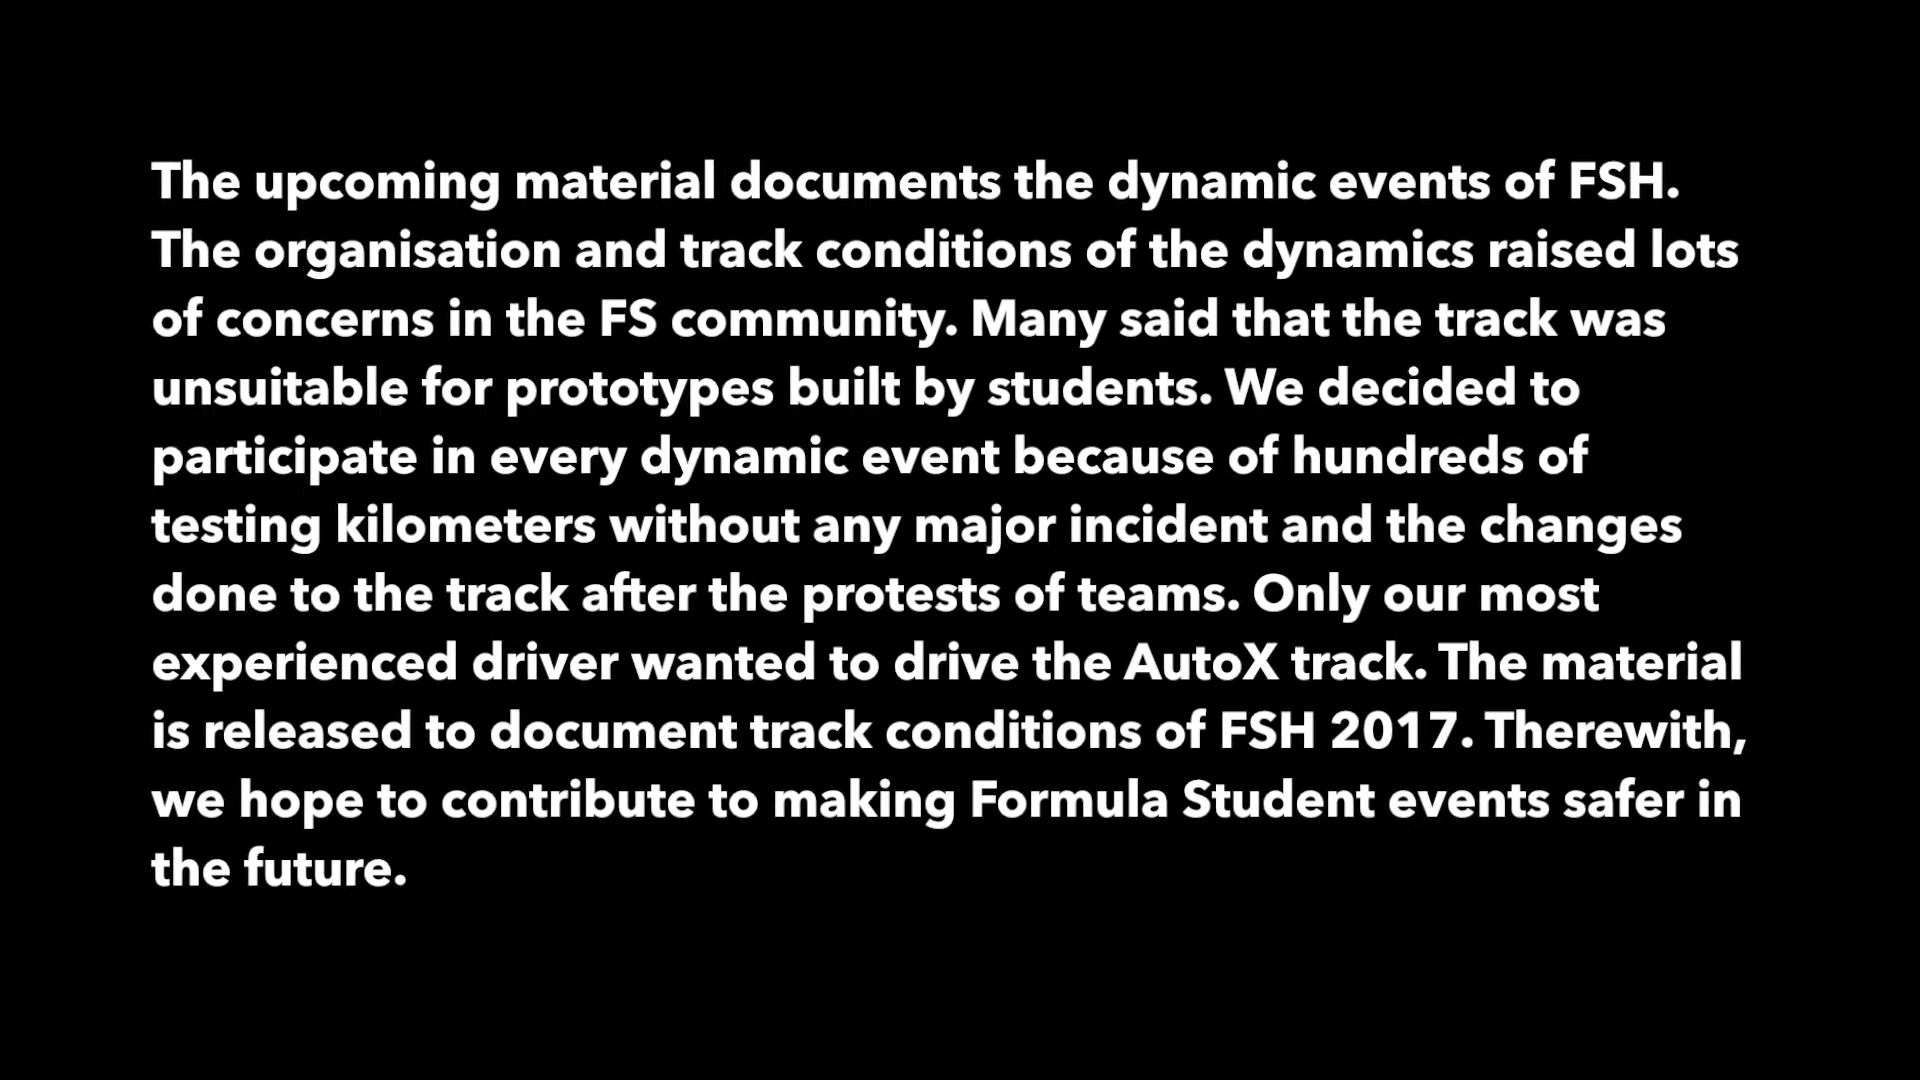 The upcoming material documents the dynamic events of FSH.
The organisation and track conditions of the dynamics raised lots
of concerns in the FS community. Many said that the track was
unsuitable for prototypes built by students. We decided to
participate in every dynamic event because of hundreds of
testing kilometers without any major incident and the changes
done to the track after the protests of teams. Only our most
experienced driver wanted to drive the AutoX track. The material
is released to document track conditions of FSH 2017. Therewith,
we hope to contribute to making Formula Student events safer in
the future.